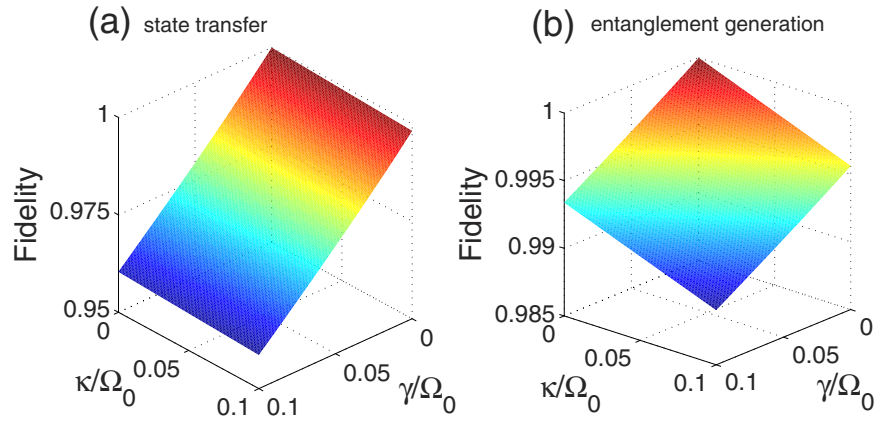 (a) state transfer
1
0.975
0.95
Fidelity
0
0.05
0.1
κ/Ω0
0.1
0.05
0
γ/Ω0
(b) entanglement generation
1
0.995
0.99
0.985
Fidelity
0
0.05
0.1
κ/Ω0
0.1
0.05
0
γ/Ω0